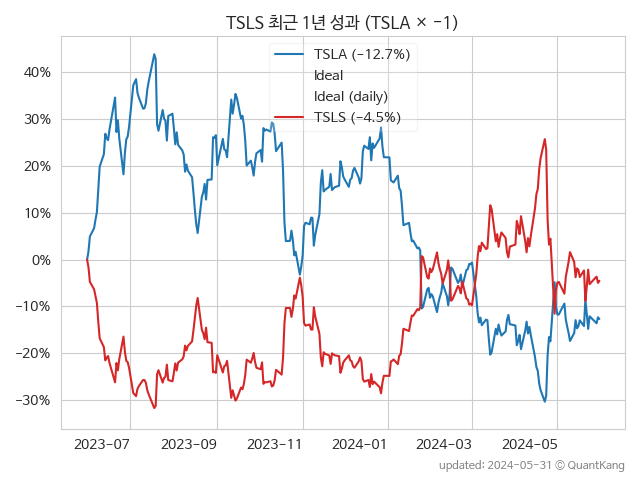 TSLS 최근 1년 성과 (TSLA × −1)
TSLA (−12.7%)
Ideal
Ideal (daily)
TSLS (−4.5%)
40%
30%
20%
10%
0%
−10%
−20%
−30%
2023-07 2023-09 2023-11 2024-01 2024-03 2024-05
updated: 2024-05-31 © QuantKang